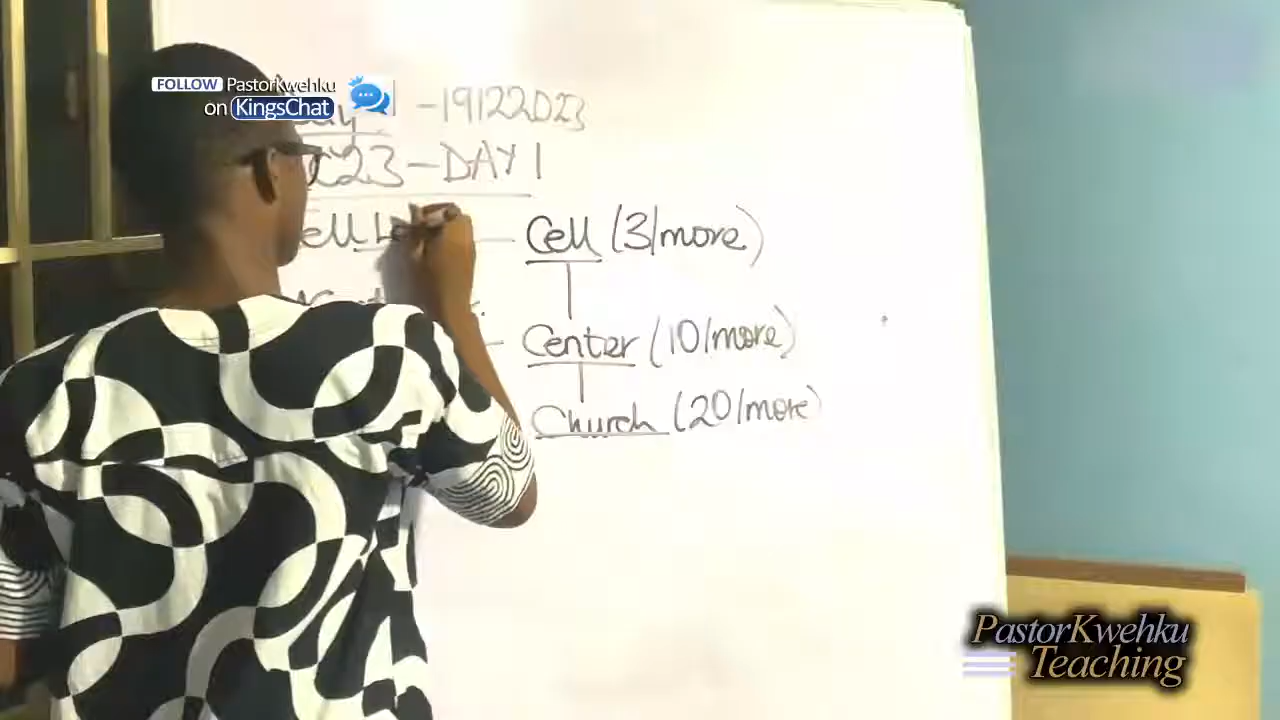 FOLLOW PastorKwehku
on KingsChat
-19122023
C23-DAY 1
Cell (3/more)
Center (10/more)
Church (20/more)
PastorKwehku
Teaching